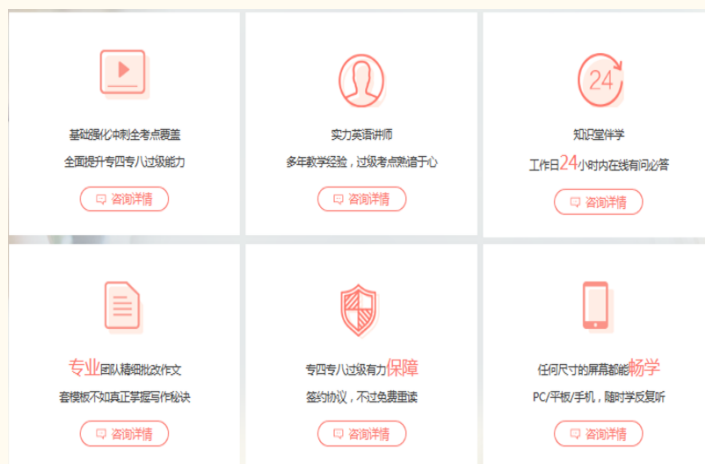 基础强化冲刺全考点覆盖
全面提升专四专八过级能力
咨询详情
实力英语讲师
多年教学经验，过级考点熟谙于心
咨询详情
24
知识堂伴学
工作日24小时内在线有问必答
咨询详情
专业团队精细批改作文
套模板不如真正掌握写作秘诀
咨询详情
专四专八过级有力保障
签约协议，不过免费重读
咨询详情
任何尺寸的屏幕都能畅学
PC/平板/手机，随时学反复听
咨询详情